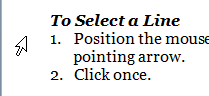 To Select a Line
1. Position the mouse
pointing arrow.
2. Click once.